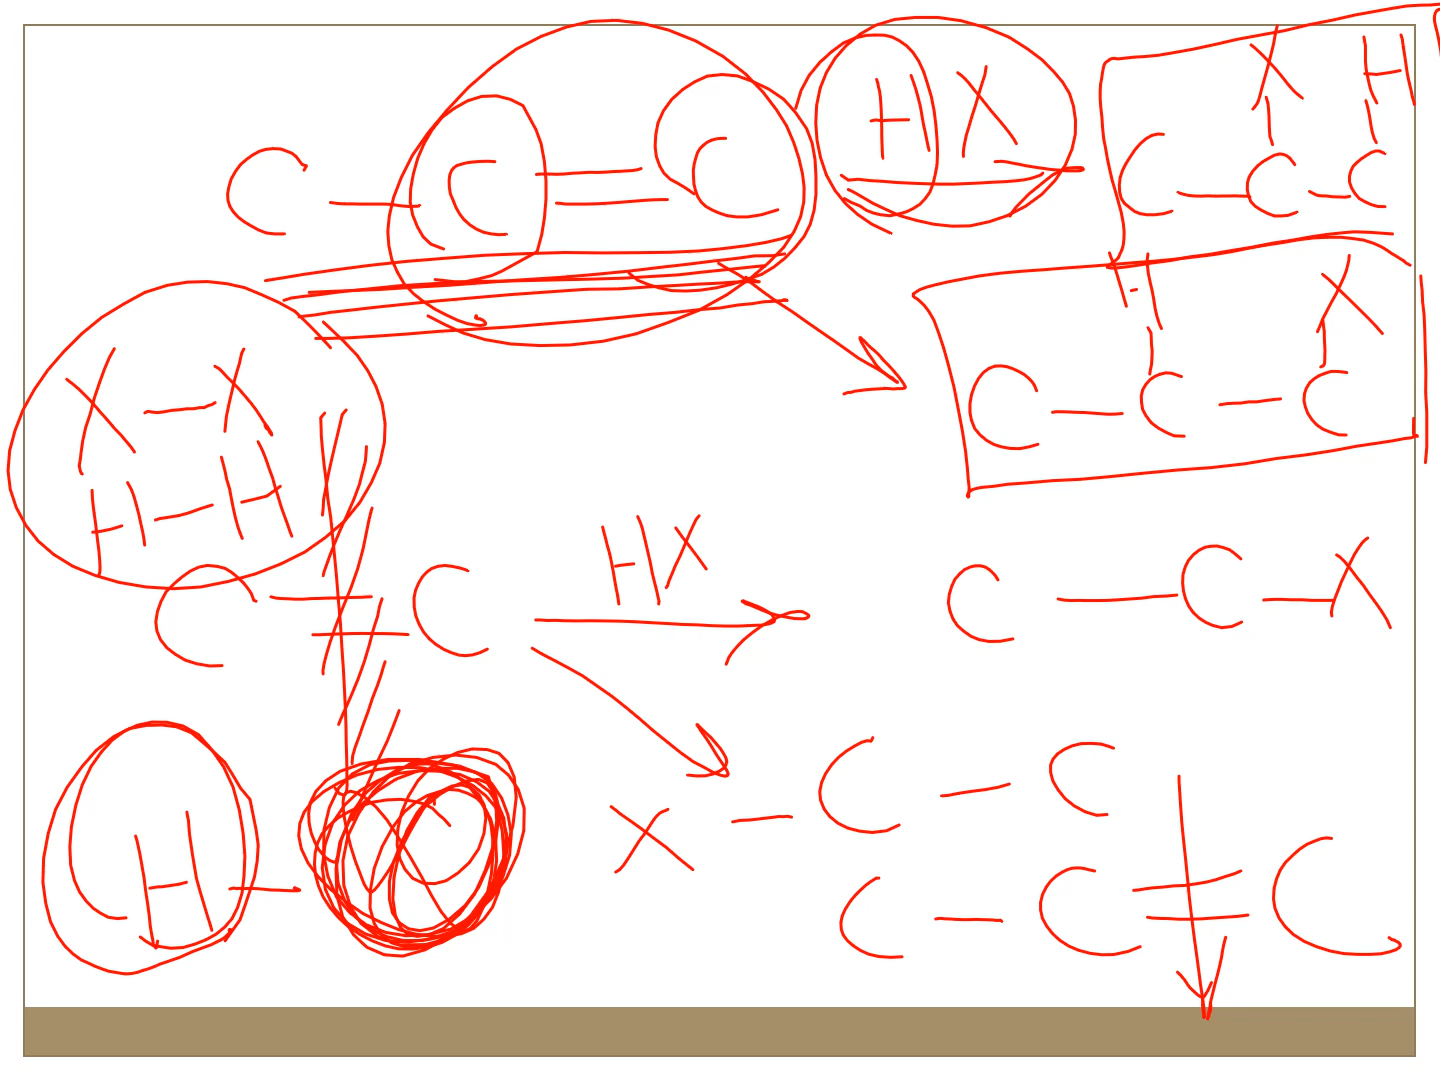 X H
C - C = C HX C - C - C
H X
X - X C - C - C
H - H
HX
C = C C - C - X
X - C - C
H - C - C = C